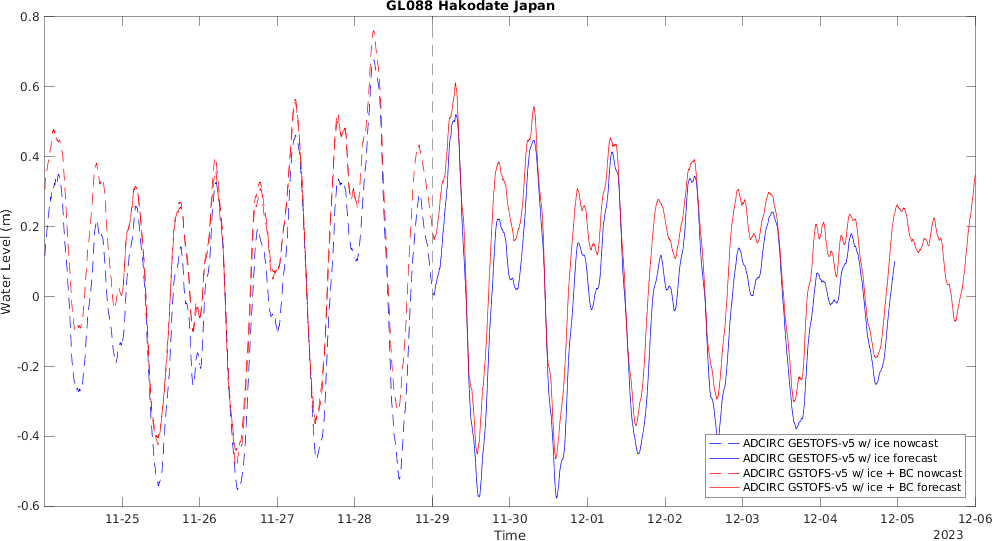 GL088 Hakodate Japan
0.8
0.6
0.4
0.2
0
-0.2
-0.4
-0.6
Water Level (m)
ADCIRC GESTOFS-v5 w/ ice nowcast
ADCIRC GESTOFS-v5 w/ ice forecast
ADCIRC GSTOFS-v5 w/ ice + BC nowcast
ADCIRC GSTOFS-v5 w/ ice + BC forecast
11-25 11-26 11-27 11-28 11-29 11-30 12-01 12-02 12-03 12-04 12-05 12-06
Time
2023